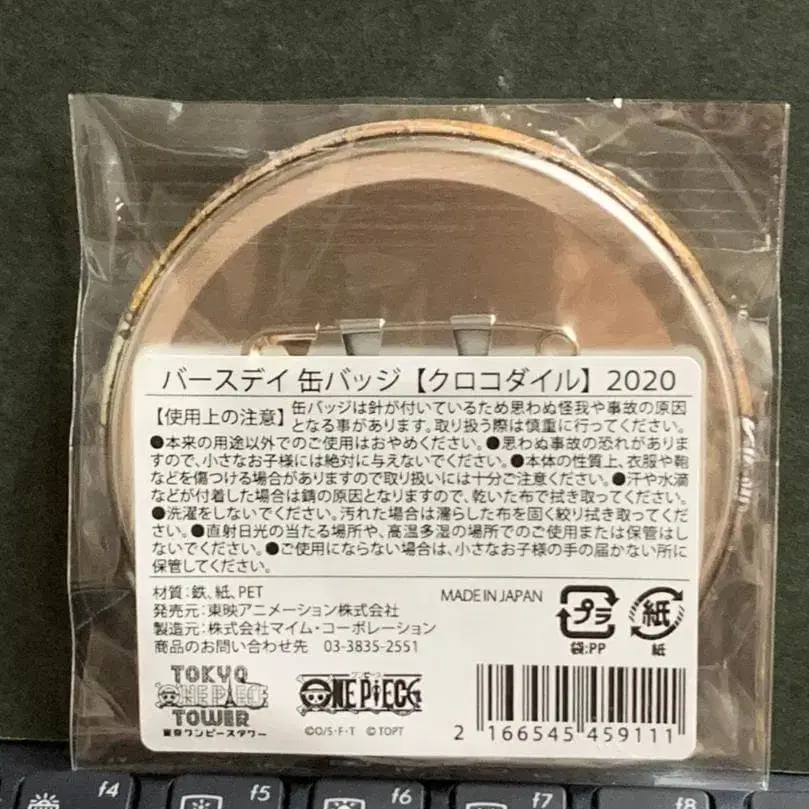 バースデイ 缶バッジ【クロコダイル】2020
【使用上の注意】缶バッジは針が付いているため思わぬ怪我や事故の原因
となる事があります。取り扱う際は慎重に行ってください。
●本来の用途以外でのご使用はおやめください。●思わぬ事故の恐れがありま
すので、小さなお子様には絶対に与えないでください。●本体の性質上、衣服や鞄
などを傷つける場合がありますので取り扱いには十分ご注意ください。●汗や水滴
などが付着した場合は錆の原因となりますので、乾いた布で拭き取ってください。
●洗濯をしないでください。汚れた場合は濡らした布を固く絞り拭き取ってくだ
さい。●直射日光の当たる場所や、高温多湿の場所でのご使用または保管はし
ないでください。●ご使用にならない場合は、小さなお子様の手の届かない所に
保管してください。
材質:鉄、紙、PET
MADE IN JAPAN
発売元:東映アニメーション株式会社
製造元:株式会社マイム・コーポレーション
商品のお問い合わせ先 03-3835-2551
プラ
袋:PP
紙
紙
TOKYO
ONE PIECE
TOWER
東京ワンピースタワー
ONE PIECE
©O/S・F・T ©TOPT
2 166545 459111
f4
f5
f6
f7
f8